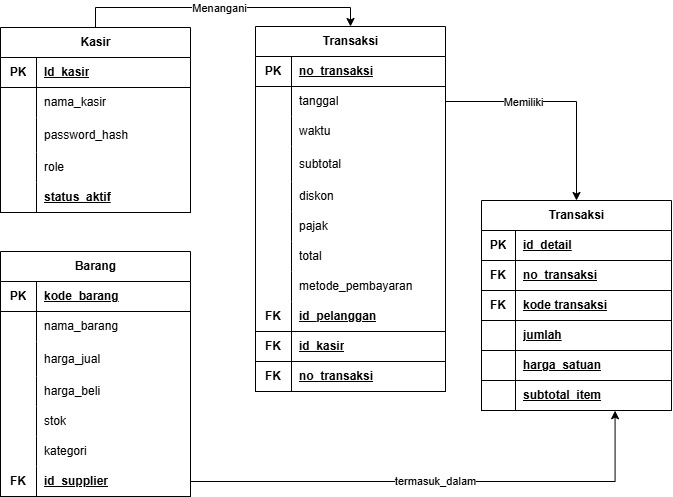 Menangani
Kasir
PK Id_kasir
nama_kasir
password_hash
role
status_aktif
Transaksi
PK no_transaksi
tanggal
waktu
subtotal
diskon
pajak
total
metode_pembayaran
FK id_pelanggan
FK id_kasir
FK no_transaksi
Memiliki
Transaksi
PK id_detail
FK no_transaksi
FK kode transaksi
jumlah
harga_satuan
subtotal_item
Barang
PK kode_barang
nama_barang
harga_jual
harga_beli
stok
kategori
FK id_supplier
termasuk_dalam